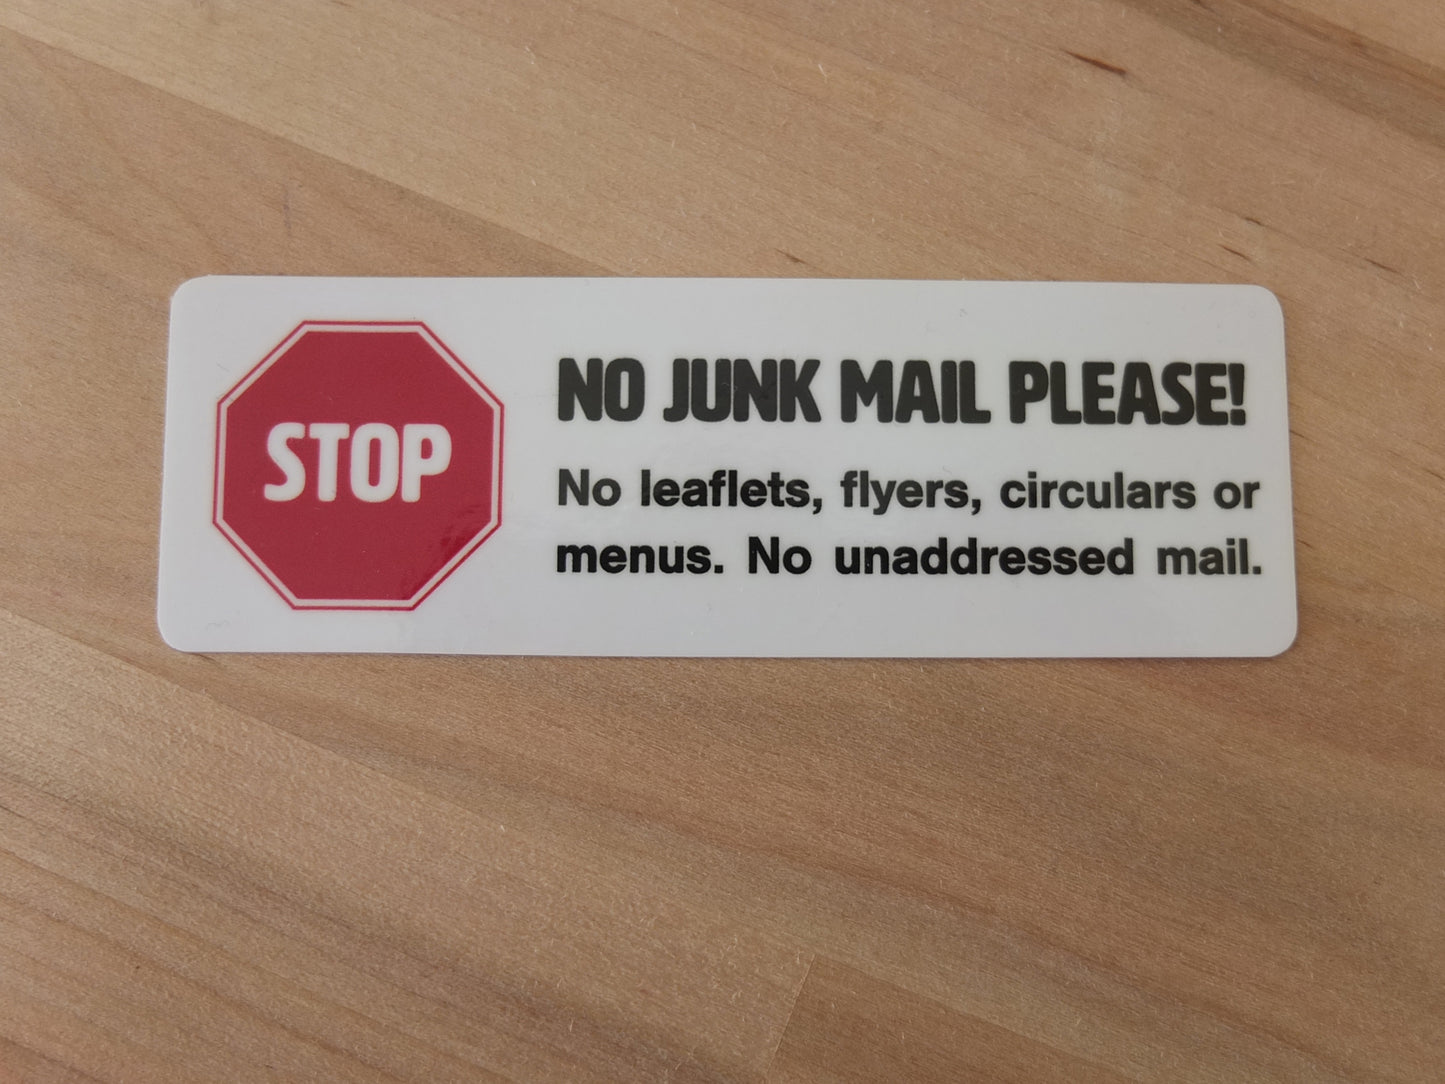 STOP
NO JUNK MAIL PLEASE!
No leaflets, flyers, circulars or
menus. No unaddressed mail.